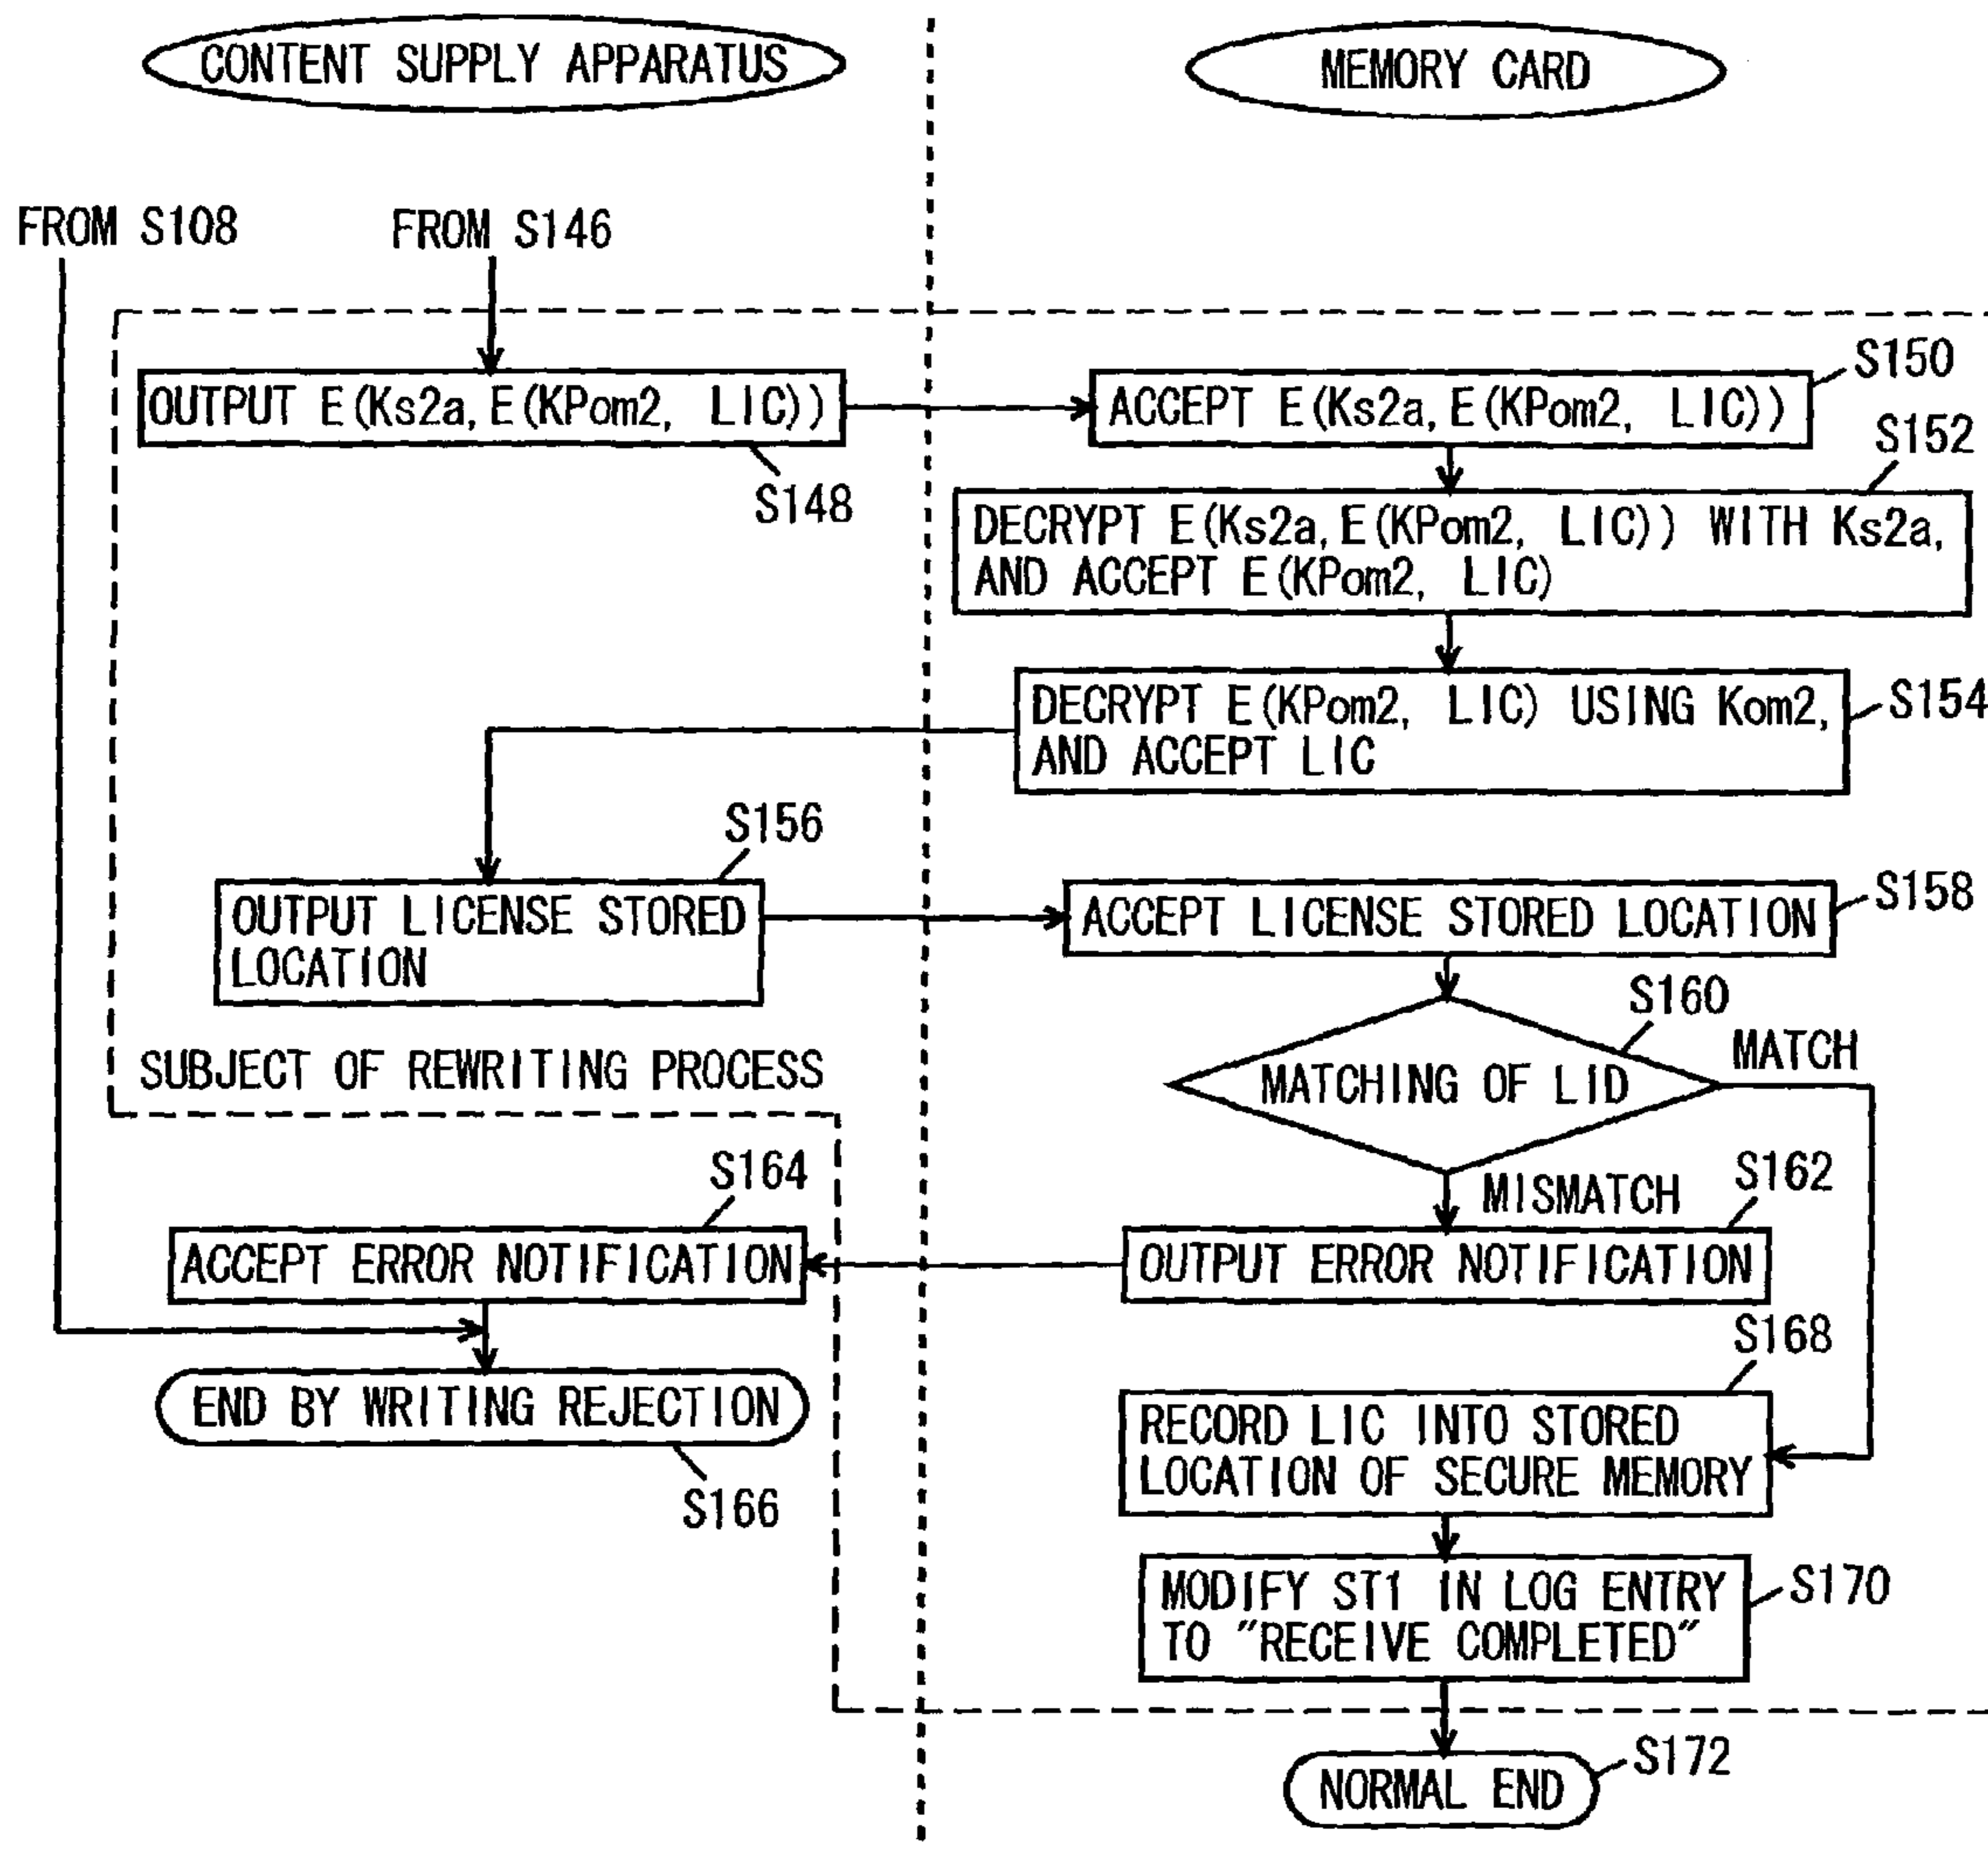 CONTENT SUPPLY APPARATUS
MEMORY CARD
FROM S108
FROM S146
OUTPUT E(Ks2a, E(KPom2, LIC))
S148
ACCEPT E(Ks2a, E(KPom2, LIC))
S150
S152
DECRYPT E(Ks2a, E(KPom2, LIC)) WITH Ks2a,
AND ACCEPT E(KPom2, LIC)
DECRYPT E(KPom2, LIC) USING Kom2,
AND ACCEPT LIC
S154
S156
OUTPUT LICENSE STORED
LOCATION
ACCEPT LICENSE STORED LOCATION
S158
S160
MATCHING OF LID
MATCH
SUBJECT OF REWRITING PROCESS
MISMATCH
S162
S164
ACCEPT ERROR NOTIFICATION
OUTPUT ERROR NOTIFICATION
END BY WRITING REJECTION
S166
S168
RECORD LIC INTO STORED
LOCATION OF SECURE MEMORY
MODIFY ST1 IN LOG ENTRY
TO "RECEIVE COMPLETED"
S170
NORMAL END
S172